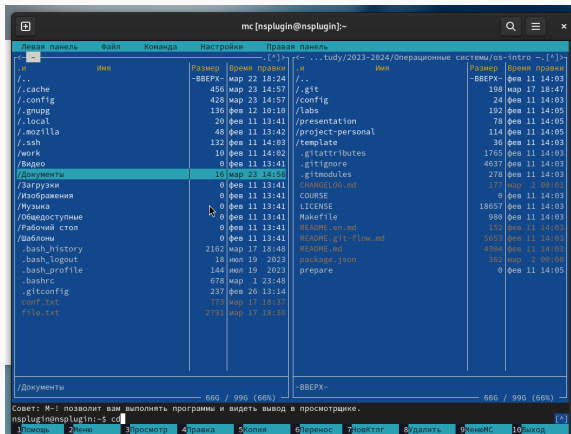 mc [nsplugin@nsplugin]:~
Левая панель Файл Команда Настройки Правая панель
<- ~ .[^]>
.и Имя Размер Время правки
/.. -ВВЕРХ- мар 22 18:24
/.cache 456 мар 23 14:57
/.config 428 мар 23 14:57
/.gnupg 136 фев 12 10:10
/.local 20 фев 11 13:41
/.mozilla 48 фев 11 13:42
/.ssh 132 фев 11 14:03
/work 10 фев 11 14:02
/Видео 0 фев 11 13:41
/Документы 16 мар 23 14:58
/Загрузки 0 фев 11 13:41
/Изображения 0 фев 11 13:41
/Музыка 0 фев 11 13:41
/Общедоступные 0 фев 11 13:41
/Рабочий стол 0 фев 11 13:41
/Шаблоны 0 фев 11 13:41
.bash_history 2162 мар 17 18:48
.bash_logout 18 июл 19 2023
.bash_profile 144 июл 19 2023
.bashrc 678 мар 1 23:48
.gitconfig 237 фев 26 13:14
conf.txt 773 мар 17 18:37
file.txt 2791 мар 17 18:36
/Документы
66G / 99G (66%)
<- ...tudy/2023-2024/Операционные системы/os-intro -.[^]>
.и Имя Размер Время правки
/.. -ВВЕРХ- фев 11 14:03
/.git 198 мар 17 18:47
/config 24 фев 11 14:03
/labs 192 фев 11 14:05
/presentation 78 фев 11 14:05
/project-personal 114 фев 11 14:05
/template 36 фев 11 14:03
.gitattributes 1765 фев 11 14:03
.gitignore 4637 фев 11 14:03
.gitmodules 278 фев 11 14:03
CHANGELOG.md 177 мар 2 00:01
COURSE 0 фев 11 14:03
LICENSE 18657 фев 11 14:03
Makefile 980 фев 11 14:03
README.en.md 152 фев 11 14:03
README.git-flow.md 5653 фев 11 14:03
README.md 4304 фев 11 14:03
package.json 362 мар 2 00:00
prepare 0 фев 11 14:05
-ВВЕРХ-
66G / 99G (66%)
Совет: M-! позволит вам выполнять программы и видеть вывод в просмотрщике.
nsplugin@nsplugin:~$ cd [^]
1Помощь 2Меню 3Просмотр 4Правка 5Копия 6Перенос 7НовКтлг 8Удалить 9МенюMC 10Выход